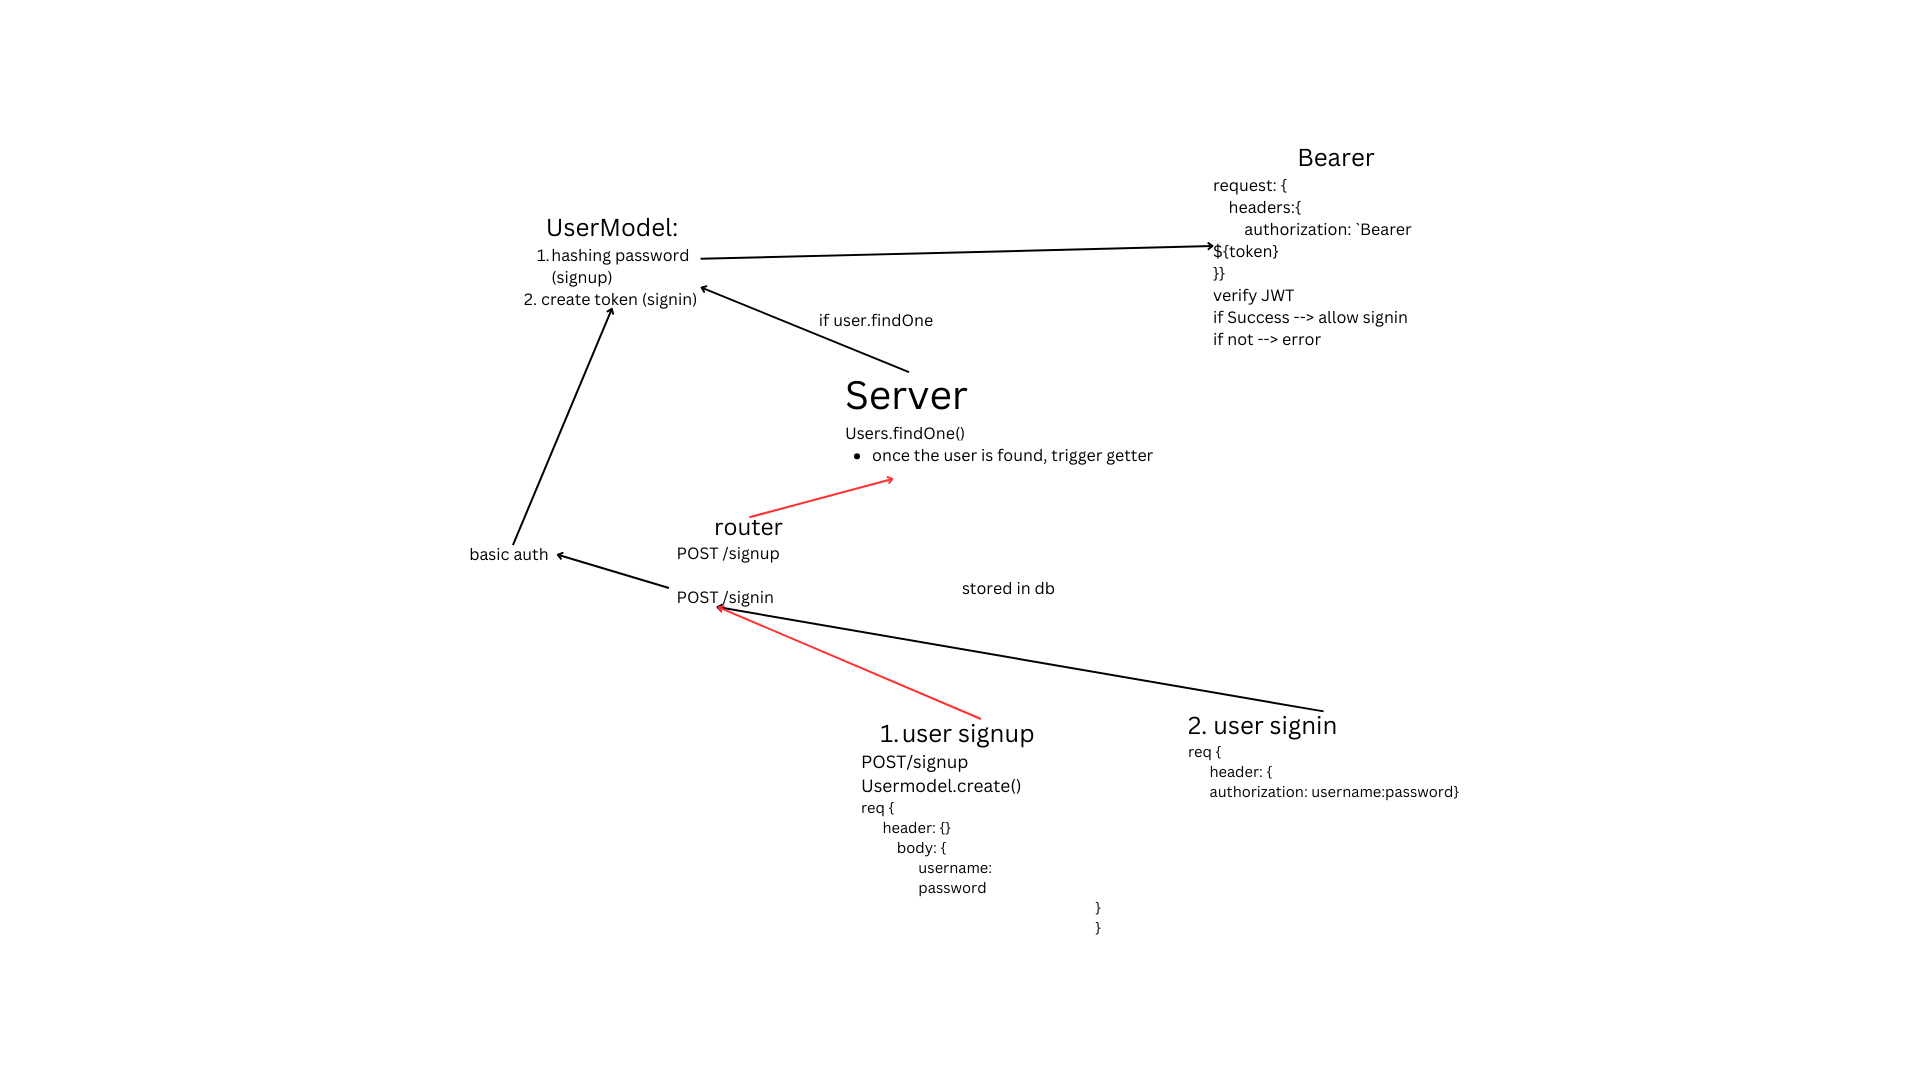 Bearer
request: {
headers:{
authorization: `Bearer
${token}
}}
verify JWT
if Success --> allow signin
if not --> error
UserModel:
1. hashing password
(signup)
2. create token (signin)
if user.findOne
Server
Users.findOne()
• once the user is found, trigger getter
router
POST /signup
POST /signin
basic auth
stored in db
1. user signup
POST/signup
Usermodel.create()
req {
header: {}
body: {
username:
password
}
}
2. user signin
req {
header: {
authorization: username:password}